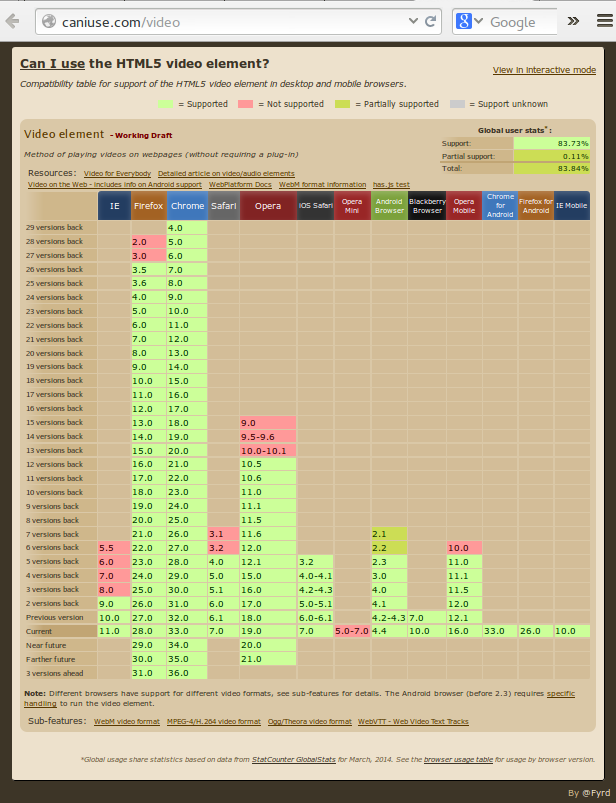 caniuse.com/video
Google
Can I use the HTML5 video element?
View in interactive mode
Compatibility table for support of the HTML5 video element in desktop and mobile browsers.
= Supported = Not supported = Partially supported = Support unknown
Video element - Working Draft
Global user stats*:
Support: 83.73%
Partial support: 0.11%
Total: 83.84%
Method of playing videos on webpages (without requiring a plug-in)
Resources: Video for Everybody Detailed article on video/audio elements
Video on the Web - includes info on Android support WebPlatform Docs WebM format information has.js test
IE Firefox Chrome Safari Opera iOS Safari Opera Mini Android Browser Blackberry Browser Opera Mobile Chrome for Android Firefox for Android IE Mobile
29 versions back 4.0
28 versions back 2.0 5.0
27 versions back 3.0 6.0
26 versions back 3.5 7.0
25 versions back 3.6 8.0
24 versions back 4.0 9.0
23 versions back 5.0 10.0
22 versions back 6.0 11.0
21 versions back 7.0 12.0
20 versions back 8.0 13.0
19 versions back 9.0 14.0
18 versions back 10.0 15.0
17 versions back 11.0 16.0
16 versions back 12.0 17.0
15 versions back 13.0 18.0 9.0
14 versions back 14.0 19.0 9.5-9.6
13 versions back 15.0 20.0 10.0-10.1
12 versions back 16.0 21.0 10.5
11 versions back 17.0 22.0 10.6
10 versions back 18.0 23.0 11.0
9 versions back 19.0 24.0 11.1
8 versions back 20.0 25.0 11.5
7 versions back 21.0 26.0 3.1 11.6 2.1
6 versions back 5.5 22.0 27.0 3.2 12.0 2.2 10.0
5 versions back 6.0 23.0 28.0 4.0 12.1 3.2 2.3 11.0
4 versions back 7.0 24.0 29.0 5.0 15.0 4.0-4.1 3.0 11.1
3 versions back 8.0 25.0 30.0 5.1 16.0 4.2-4.3 4.0 11.5
2 versions back 9.0 26.0 31.0 6.0 17.0 5.0-5.1 4.1 12.0
Previous version 10.0 27.0 32.0 6.1 18.0 6.0-6.1 4.2-4.3 7.0 12.1
Current 11.0 28.0 33.0 7.0 19.0 7.0 5.0-7.0 4.4 10.0 16.0 33.0 26.0 10.0
Near future 29.0 34.0 20.0
Farther future 30.0 35.0 21.0
3 versions ahead 31.0 36.0
Note: Different browsers have support for different video formats, see sub-features for details. The Android browser (before 2.3) requires specific
handling to run the video element.
Sub-features: WebM video format MPEG-4/H.264 video format Ogg/Theora video format WebVTT - Web Video Text Tracks
*Global usage share statistics based on data from StatCounter GlobalStats for March, 2014. See the browser usage table for usage by browser version.
By @Fyrd